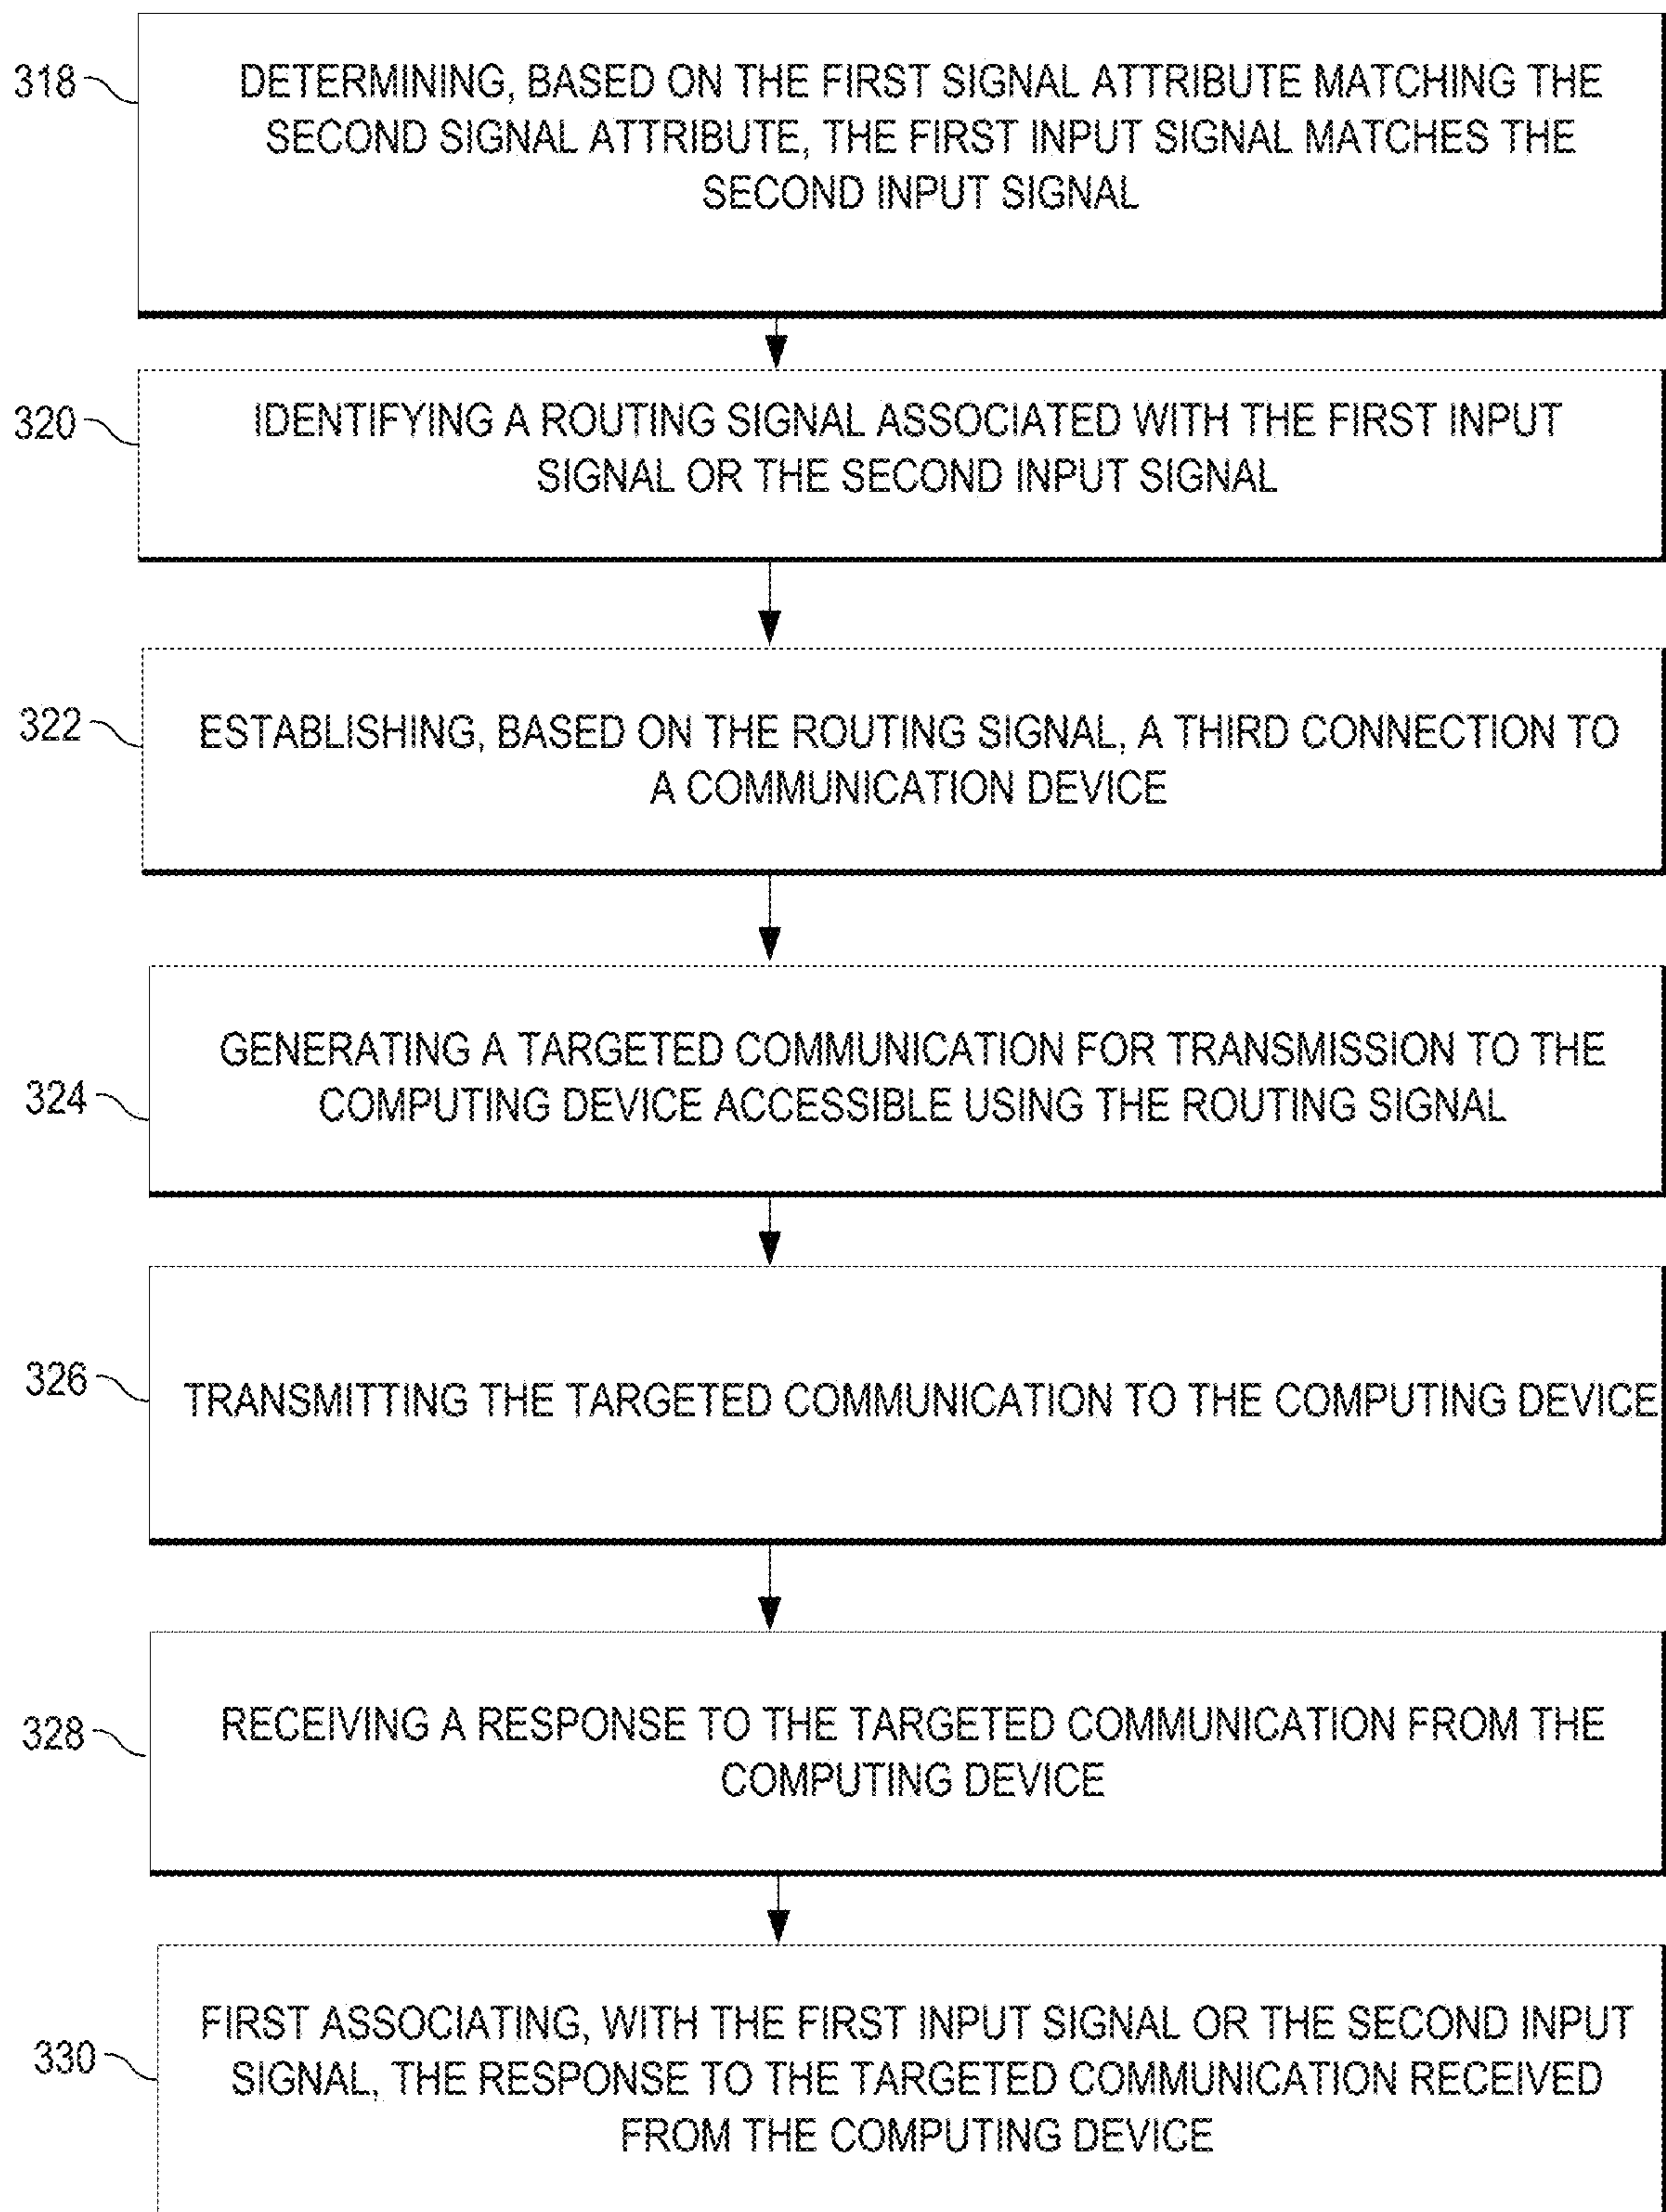 318
DETERMINING, BASED ON THE FIRST SIGNAL ATTRIBUTE MATCHING THE
SECOND SIGNAL ATTRIBUTE, THE FIRST INPUT SIGNAL MATCHES THE
SECOND INPUT SIGNAL
320
IDENTIFYING A ROUTING SIGNAL ASSOCIATED WITH THE FIRST INPUT
SIGNAL OR THE SECOND INPUT SIGNAL
322
ESTABLISHING, BASED ON THE ROUTING SIGNAL, A THIRD CONNECTION TO
A COMMUNICATION DEVICE
324
GENERATING A TARGETED COMMUNICATION FOR TRANSMISSION TO THE
COMPUTING DEVICE ACCESSIBLE USING THE ROUTING SIGNAL
326
TRANSMITTING THE TARGETED COMMUNICATION TO THE COMPUTING DEVICE
328
RECEIVING A RESPONSE TO THE TARGETED COMMUNICATION FROM THE
COMPUTING DEVICE
330
FIRST ASSOCIATING, WITH THE FIRST INPUT SIGNAL OR THE SECOND INPUT
SIGNAL, THE RESPONSE TO THE TARGETED COMMUNICATION RECEIVED
FROM THE COMPUTING DEVICE